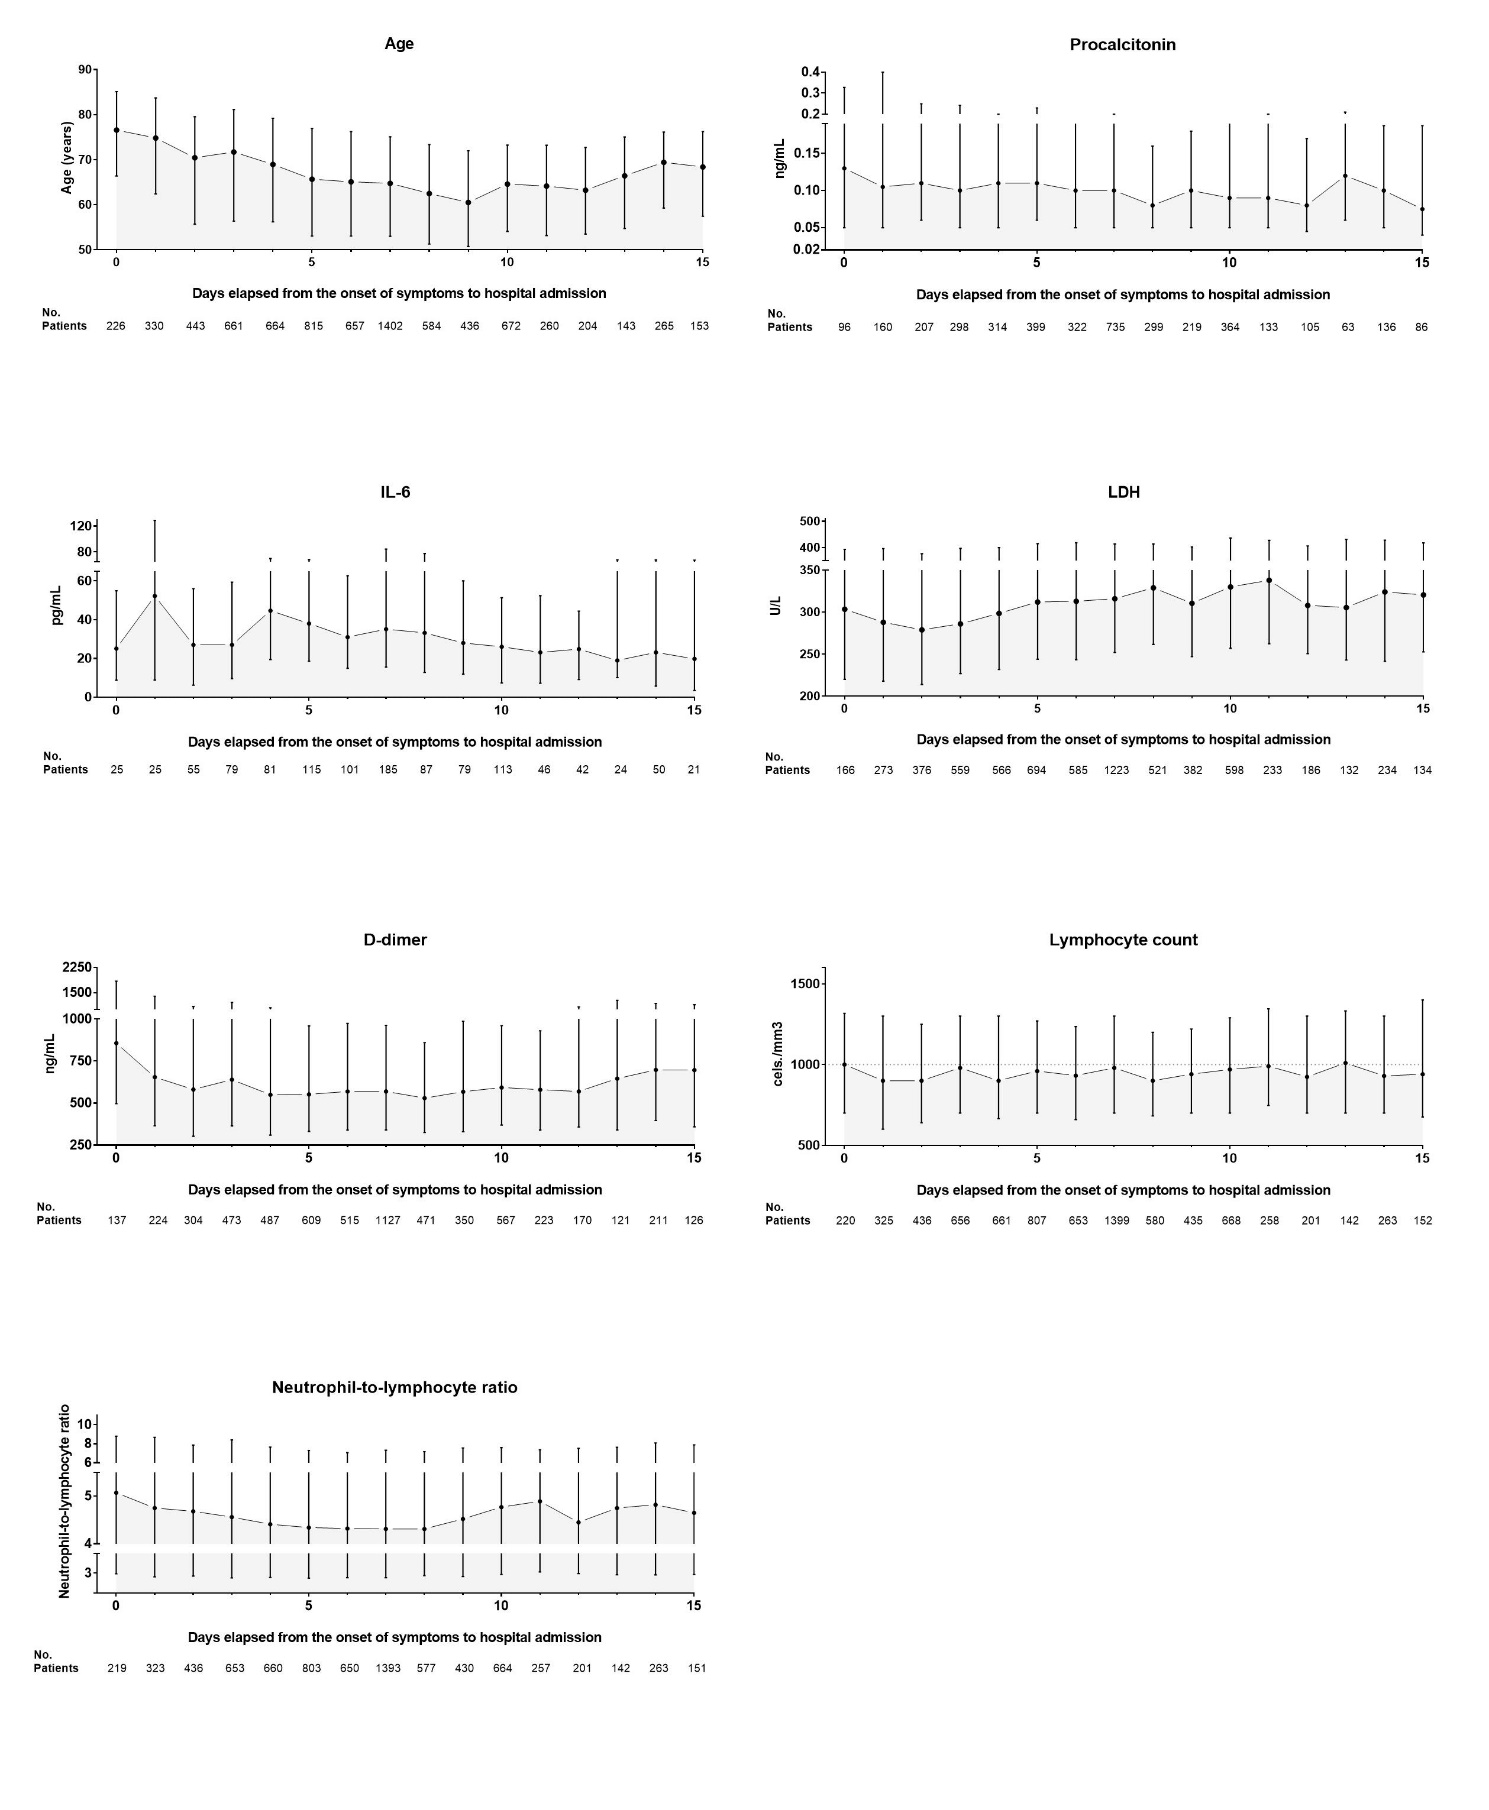 Age
90
80
70
60
50
Age (years)
0 5 10 15
Days elapsed from the onset of symptoms to hospital admission
No.
Patients 226 330 443 661 664 815 657 1402 584 436 672 260 204 143 265 153
Procalcitonin
0.4
0.3
0.2
0.15
0.10
0.05
0.02
ng/mL
0 5 10 15
Days elapsed from the onset of symptoms to hospital admission
No.
Patients 96 160 207 298 314 399 322 735 299 219 364 133 105 63 136 86
IL-6
120
80
60
40
20
0
pg/mL
0 5 10 15
Days elapsed from the onset of symptoms to hospital admission
No.
Patients 25 25 55 79 81 115 101 185 87 79 113 46 42 24 50 21
LDH
500
400
350
300
250
200
U/L
0 5 10 15
Days elapsed from the onset of symptoms to hospital admission
No.
Patients 166 273 376 559 566 694 585 1223 521 382 598 233 186 132 234 134
D-dimer
2250
1500
1000
750
500
250
ng/mL
0 5 10 15
Days elapsed from the onset of symptoms to hospital admission
No.
Patients 137 224 304 473 487 609 515 1127 471 350 567 223 170 121 211 126
Lymphocyte count
1500
1000
500
cels./mm3
0 5 10 15
Days elapsed from the onset of symptoms to hospital admission
No.
Patients 220 325 436 656 661 807 653 1399 580 435 668 258 201 142 263 152
Neutrophil-to-lymphocyte ratio
10
8
6
5
4
3
Neutrophil-to-lymphocyte ratio
0 5 10 15
Days elapsed from the onset of symptoms to hospital admission
No.
Patients 219 323 436 653 660 803 650 1393 577 430 664 257 201 142 263 151